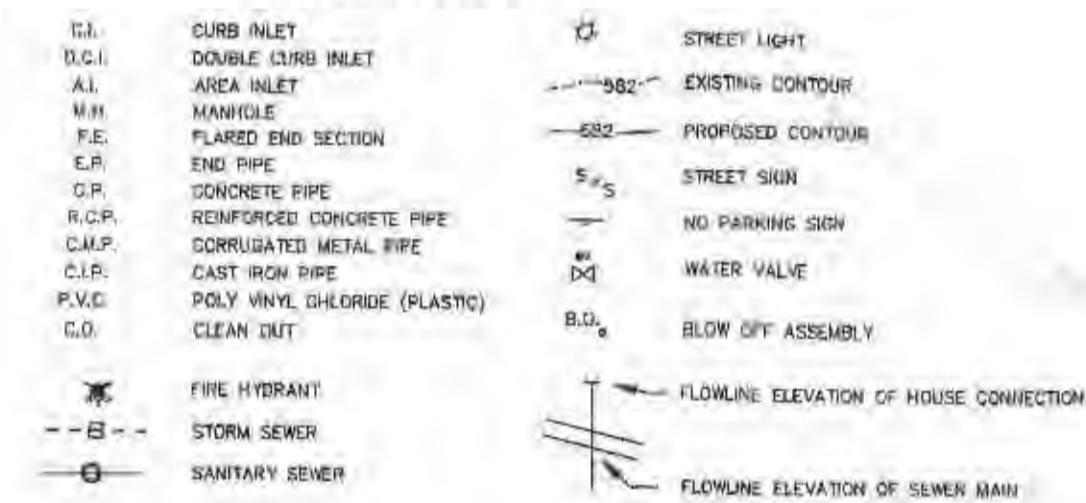 C.I. CURB INLET
D.C.I. DOUBLE CURB INLET
A.I. AREA INLET
M.H. MANHOLE
F.E. FLARED END SECTION
E.P. END PIPE
C.P. CONCRETE PIPE
R.C.P. REINFORCED CONCRETE PIPE
C.M.P. CORRUGATED METAL PIPE
C.I.P. CAST IRON PIPE
P.V.C. POLY VINYL CHLORIDE (PLASTIC)
C.O. CLEAN OUT
FIRE HYDRANT
B STORM SEWER
SANITARY SEWER
STREET LIGHT
582 EXISTING CONTOUR
582 PROPOSED CONTOUR
S S STREET SIGN
NO PARKING SIGN
WATER VALVE
B.O. BLOW OFF ASSEMBLY
FLOWLINE ELEVATION OF HOUSE CONNECTION
FLOWLINE ELEVATION OF SEWER MAIN